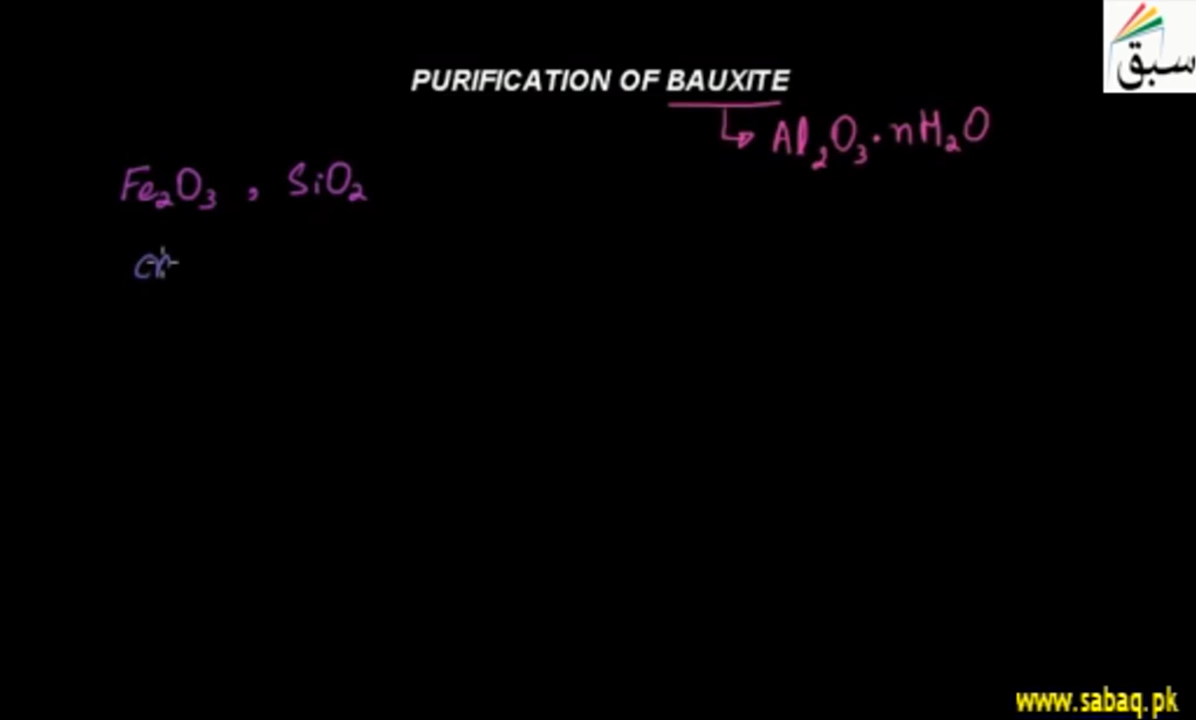 سبق
PURIFICATION OF BAUXITE
↳ Al₂O₃·nH₂O
Fe₂O₃, SiO₂
www.sabaq.pk